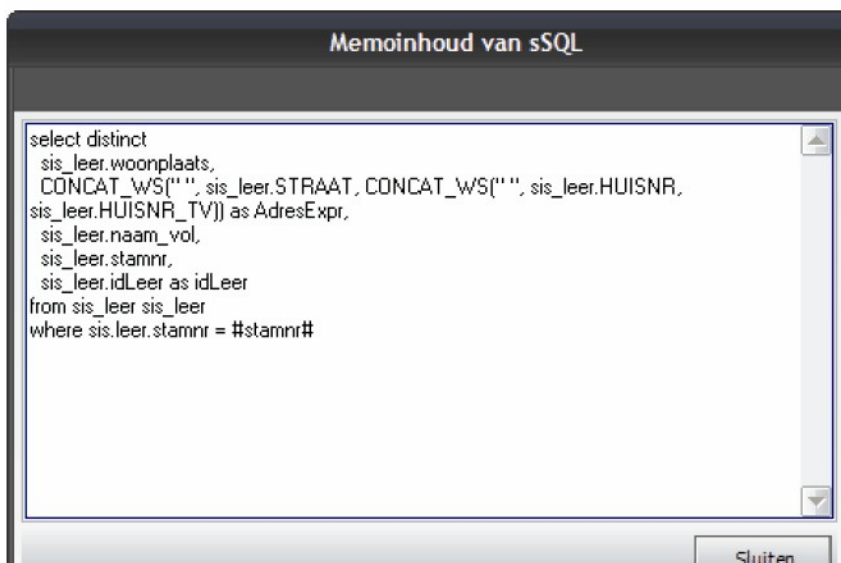 Memoinhoud van sSQL
select distinct
sis_leer.woonplaats,
CONCAT_WS(" ", sis_leer.STRAAT, CONCAT_WS(" ", sis_leer.HUISNR,
sis_leer.HUISNR_TV)) as AdresExpr,
sis_leer.naam_vol,
sis_leer.stamnr,
sis_leer.idLeer as idLeer
from sis_leer sis_leer
where sis.leer.stamnr = #stamnr#
Sluiten